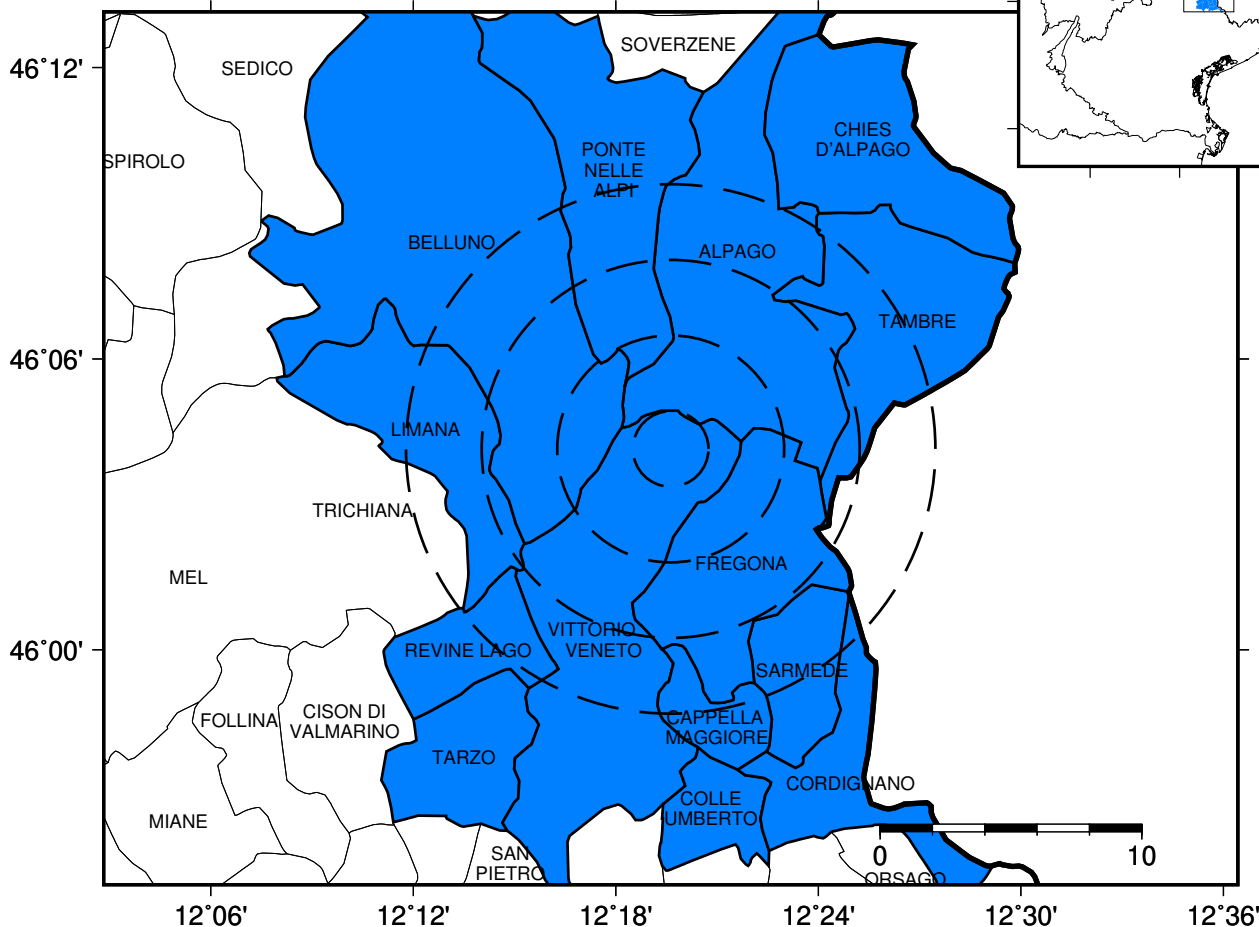 SOVERZENE
46°12'
SEDICO
CHIES
D'ALPAGO
PONTE
NELLE
ALPI
SPIROLO
BELLUNO
ALPAGO
TAMBRE
46°06'
LIMANA
TRICHIANA
FREGONA
MEL
VITTORIO
VENETO
46°00'
REVINE LAGO
SARMEDE
CISON DI
VALMARINO
FOLLINA
CAPPELLA
MAGGIORE
TARZO
CORDIGNANO
COLLE
UMBERTO
MIANE
SAN
PIETRO
0
10
ORSAGO
12°06'
12°12'
12°18'
12°24'
12°30'
12°36'